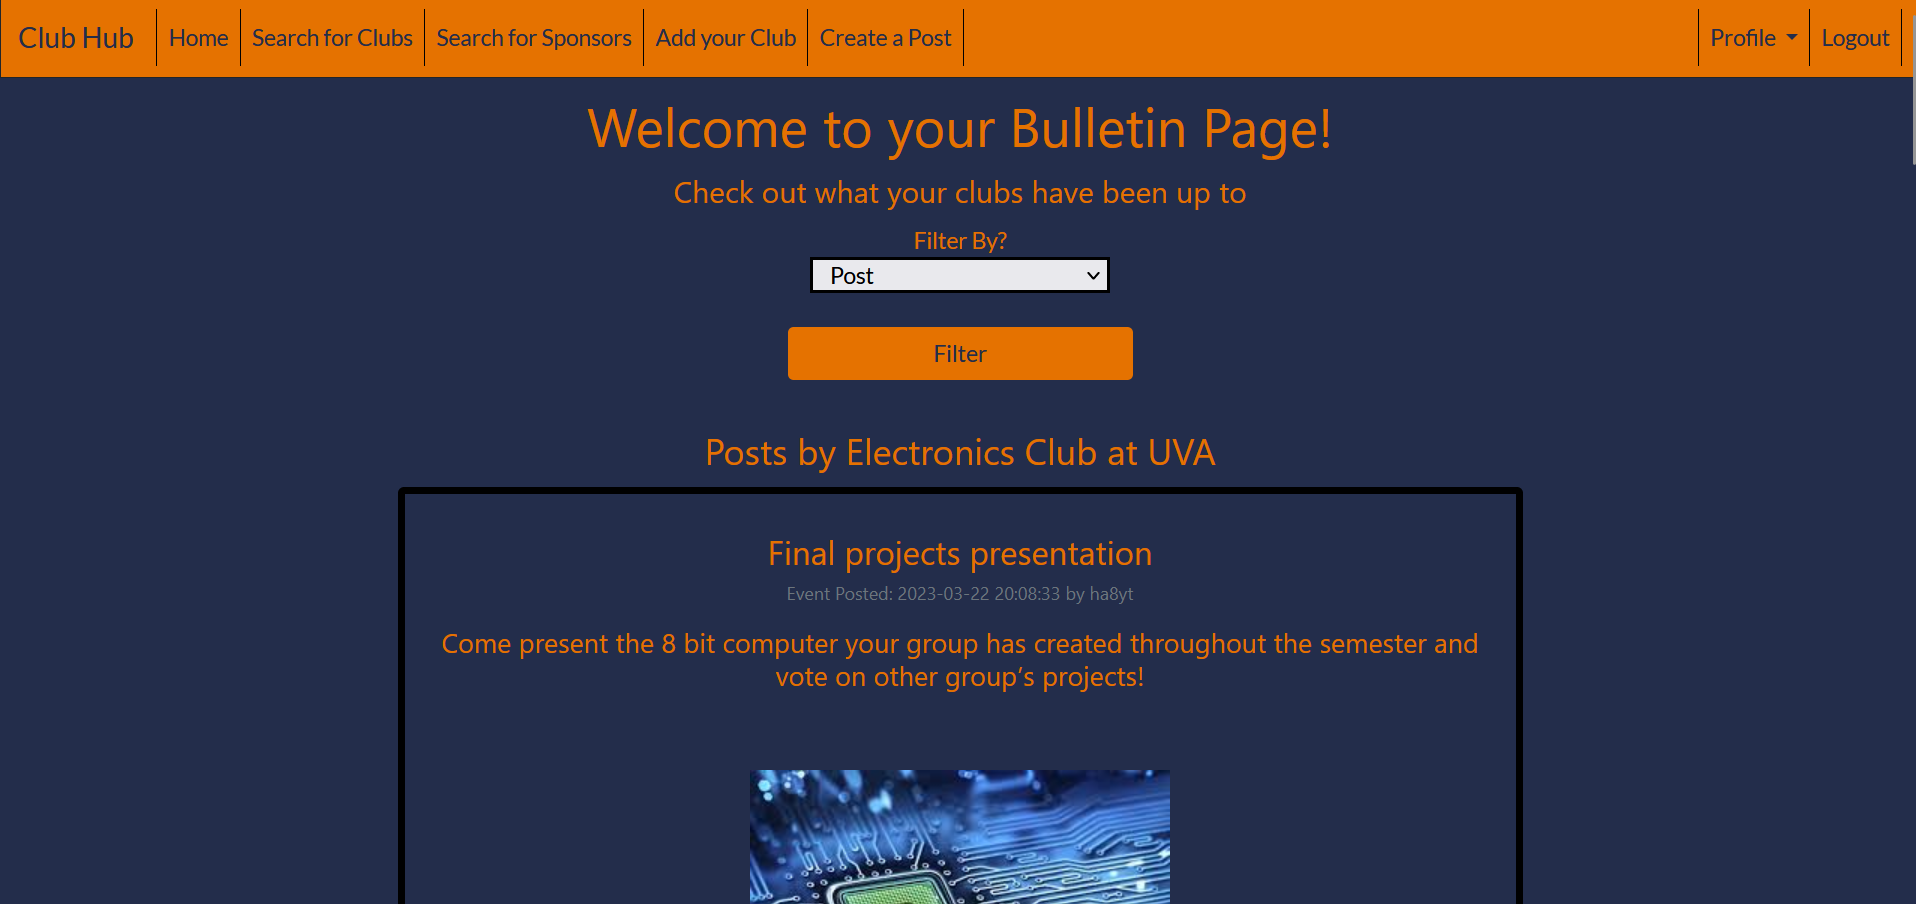 Club Hub Home Search for Clubs Search for Sponsors Add your Club Create a Post Profile Logout
Welcome to your Bulletin Page!
Check out what your clubs have been up to
Filter By?
Post
Filter
Posts by Electronics Club at UVA
Final projects presentation
Event Posted: 2023-03-22 20:08:33 by ha8yt
Come present the 8 bit computer your group has created throughout the semester and
vote on other group’s projects!